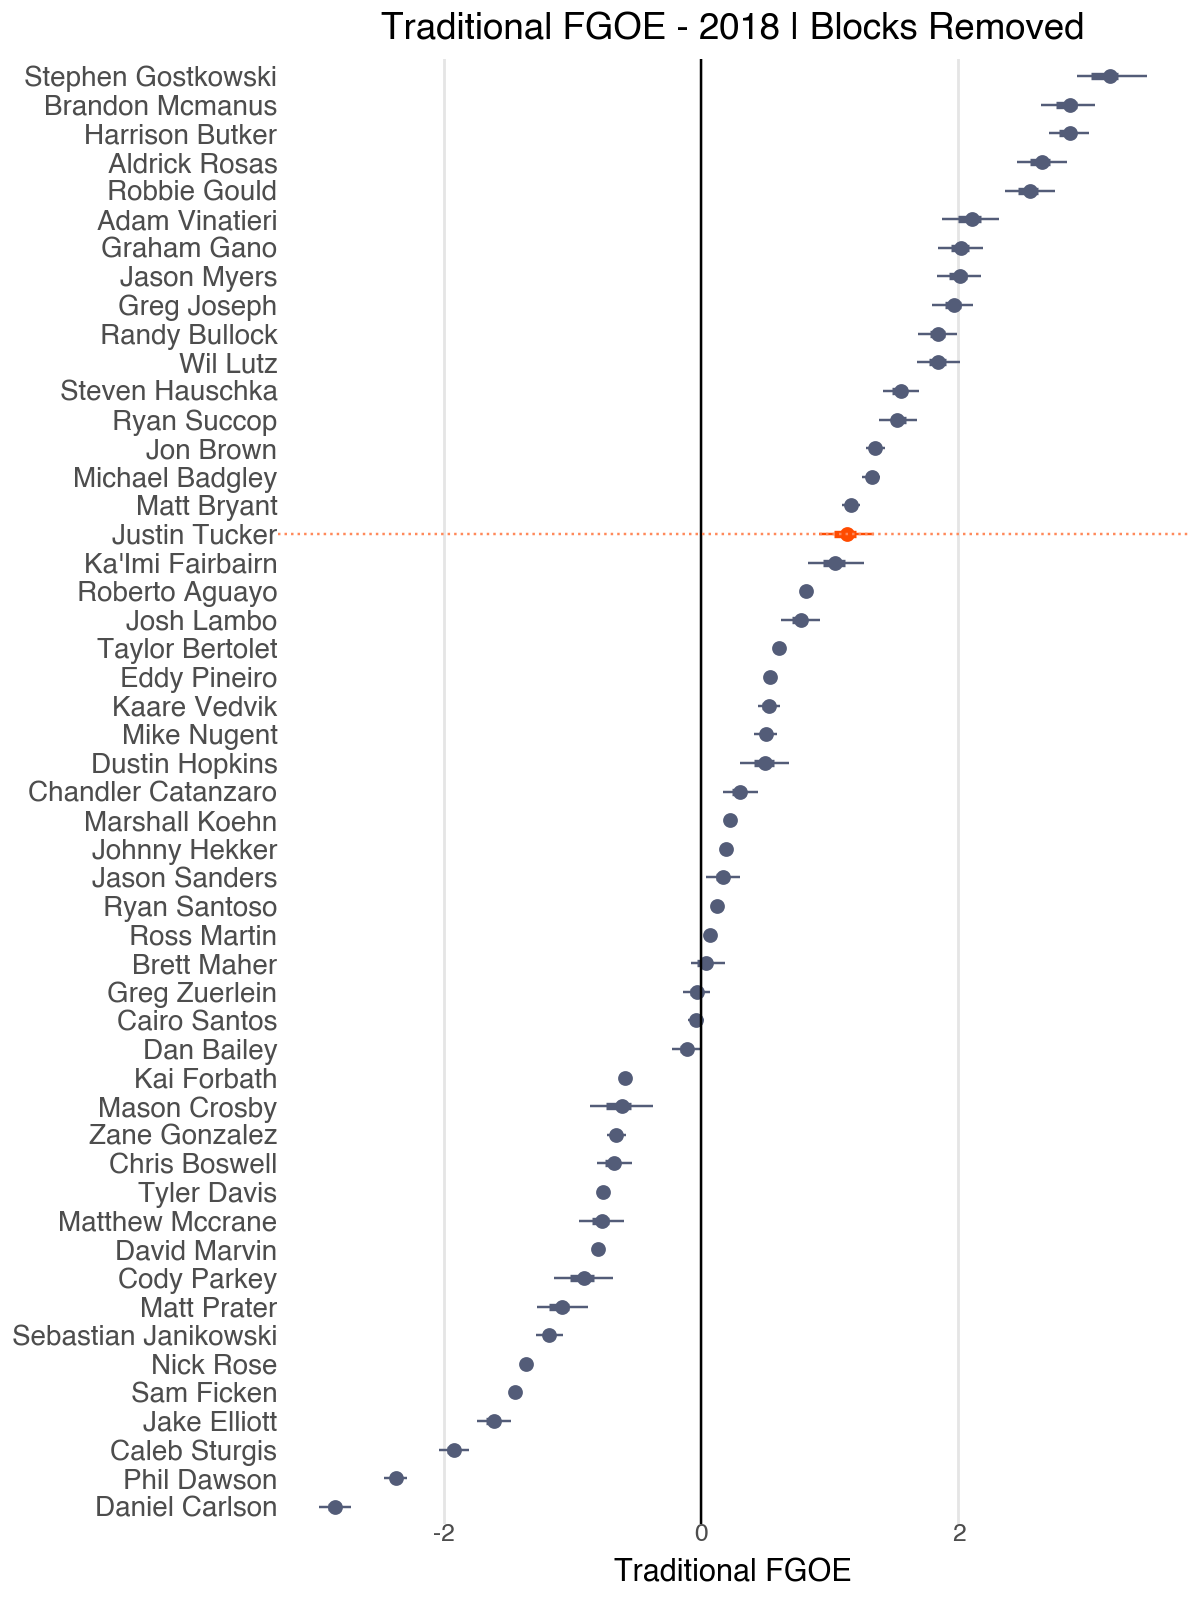 Traditional FGOE - 2018 | Blocks Removed
Stephen Gostkowski
Brandon Mcmanus
Harrison Butker
Aldrick Rosas
Robbie Gould
Adam Vinatieri
Graham Gano
Jason Myers
Greg Joseph
Randy Bullock
Wil Lutz
Steven Hauschka
Ryan Succop
Jon Brown
Michael Badgley
Matt Bryant
Justin Tucker
Ka'Imi Fairbairn
Roberto Aguayo
Josh Lambo
Taylor Bertolet
Eddy Pineiro
Kaare Vedvik
Mike Nugent
Dustin Hopkins
Chandler Catanzaro
Marshall Koehn
Johnny Hekker
Jason Sanders
Ryan Santoso
Ross Martin
Brett Maher
Greg Zuerlein
Cairo Santos
Dan Bailey
Kai Forbath
Mason Crosby
Zane Gonzalez
Chris Boswell
Tyler Davis
Matthew Mccrane
David Marvin
Cody Parkey
Matt Prater
Sebastian Janikowski
Nick Rose
Sam Ficken
Jake Elliott
Caleb Sturgis
Phil Dawson
Daniel Carlson
-2 0 2
Traditional FGOE